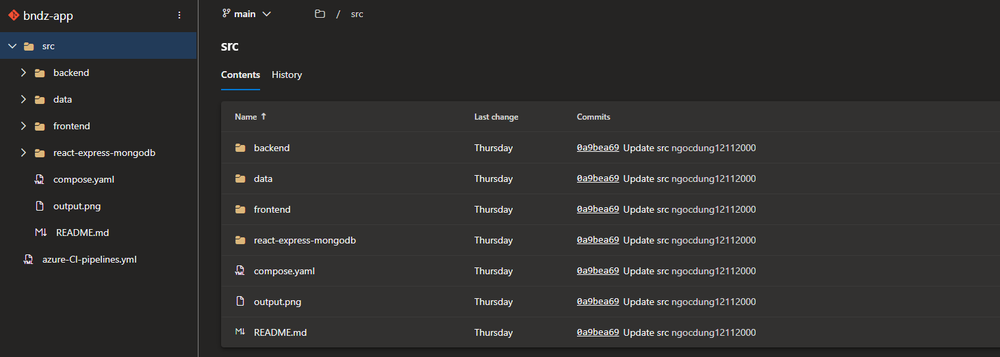 bndz-app
src
backend
data
frontend
react-express-mongodb
compose.yaml
output.png
README.md
azure-CI-pipelines.yml
main / src
src
Contents History
Name ↑ Last change Commits
backend Thursday 0a9bea69 Update src ngocdung12112000
data Thursday 0a9bea69 Update src ngocdung12112000
frontend Thursday 0a9bea69 Update src ngocdung12112000
react-express-mongodb Thursday 0a9bea69 Update src ngocdung12112000
compose.yaml Thursday 0a9bea69 Update src ngocdung12112000
output.png Thursday 0a9bea69 Update src ngocdung12112000
README.md Thursday 0a9bea69 Update src ngocdung12112000